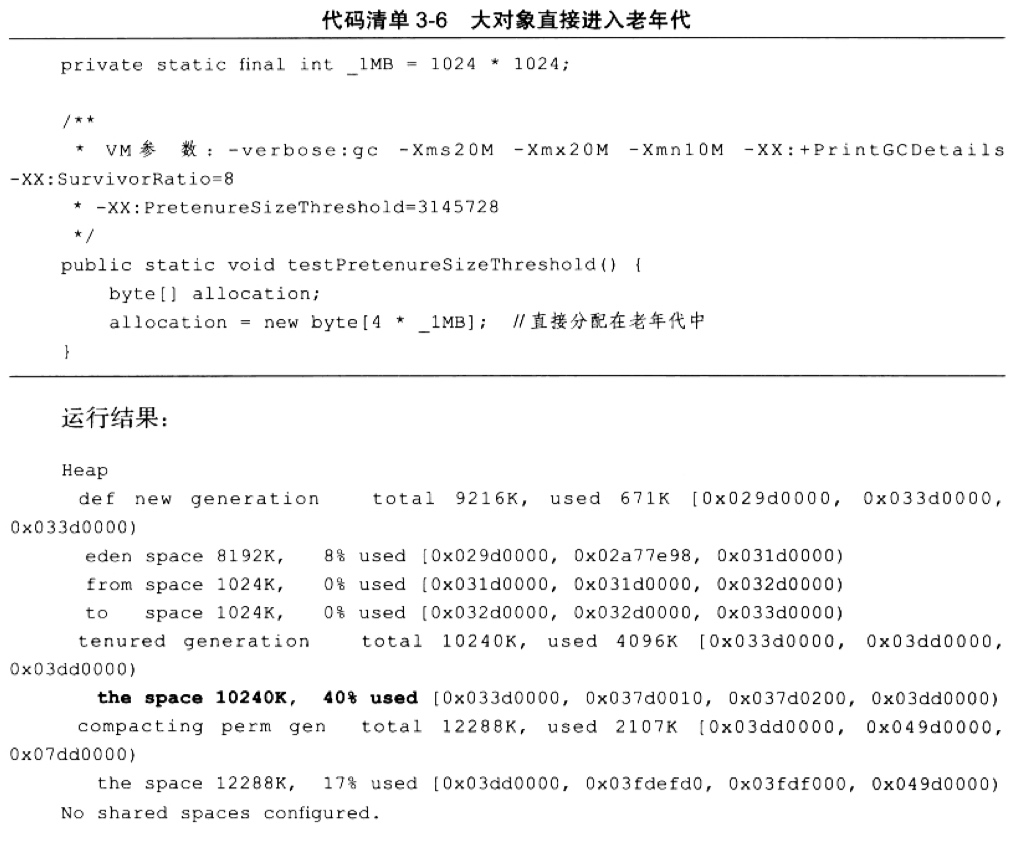 代码清单 3-6 大对象直接进入老年代
private static final int _1MB = 1024 * 1024;
/**
* VM参 数：-verbose:gc -Xms20M -Xmx20M -Xmn10M -XX:+PrintGCDetails
-XX:SurvivorRatio=8
* -XX:PretenureSizeThreshold=3145728
*/
public static void testPretenureSizeThreshold() {
byte[] allocation;
allocation = new byte[4 * _1MB]; //直接分配在老年代中
}
运行结果：
Heap
def new generation total 9216K, used 671K [0x029d0000, 0x033d0000,
0x033d0000)
eden space 8192K, 8% used [0x029d0000, 0x02a77e98, 0x031d0000)
from space 1024K, 0% used [0x031d0000, 0x031d0000, 0x032d0000)
to space 1024K, 0% used [0x032d0000, 0x032d0000, 0x033d0000)
tenured generation total 10240K, used 4096K [0x033d0000, 0x03dd0000,
0x03dd0000)
the space 10240K, 40% used [0x033d0000, 0x037d0010, 0x037d0200, 0x03dd0000)
compacting perm gen total 12288K, used 2107K [0x03dd0000, 0x049d0000,
0x07dd0000)
the space 12288K, 17% used [0x03dd0000, 0x03fdefd0, 0x03fdf000, 0x049d0000)
No shared spaces configured.